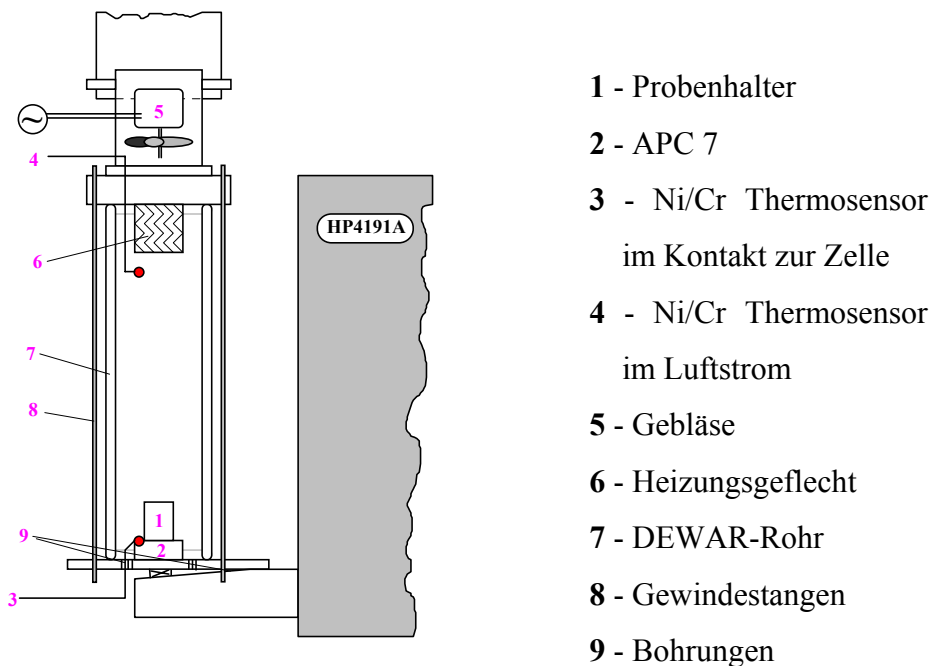 5
~
4
HP4191A
6
7
8
1
9
2
3
1 - Probenhalter
2 - APC 7
3 - Ni/Cr Thermosensor
im Kontakt zur Zelle
4 - Ni/Cr Thermosensor
im Luftstrom
5 - Gebläse
6 - Heizungsgeflecht
7 - DEWAR-Rohr
8 - Gewindestangen
9 - Bohrungen